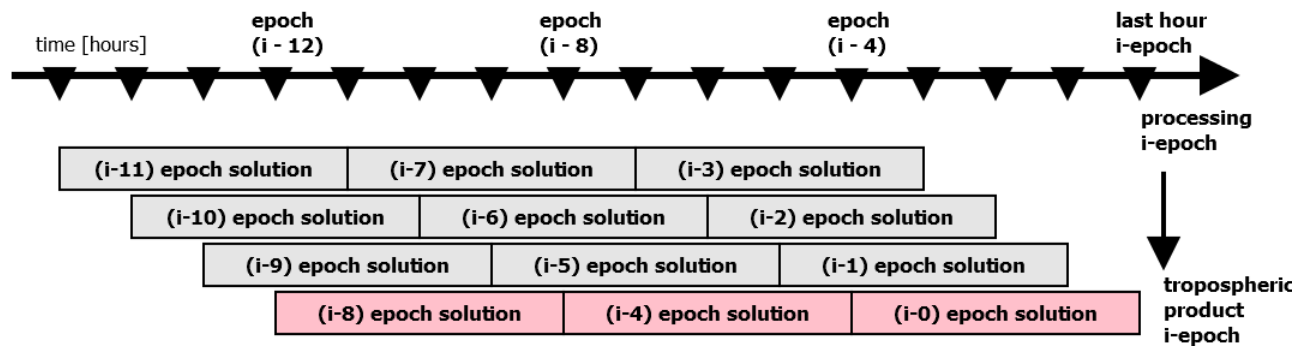 time [hours]
epoch
(i - 12)
epoch
(i - 8)
epoch
(i - 4)
last hour
i-epoch
processing
i-epoch
(i-11) epoch solution
(i-7) epoch solution
(i-3) epoch solution
(i-10) epoch solution
(i-6) epoch solution
(i-2) epoch solution
(i-9) epoch solution
(i-5) epoch solution
(i-1) epoch solution
(i-8) epoch solution
(i-4) epoch solution
(i-0) epoch solution
tropospheric
product
i-epoch